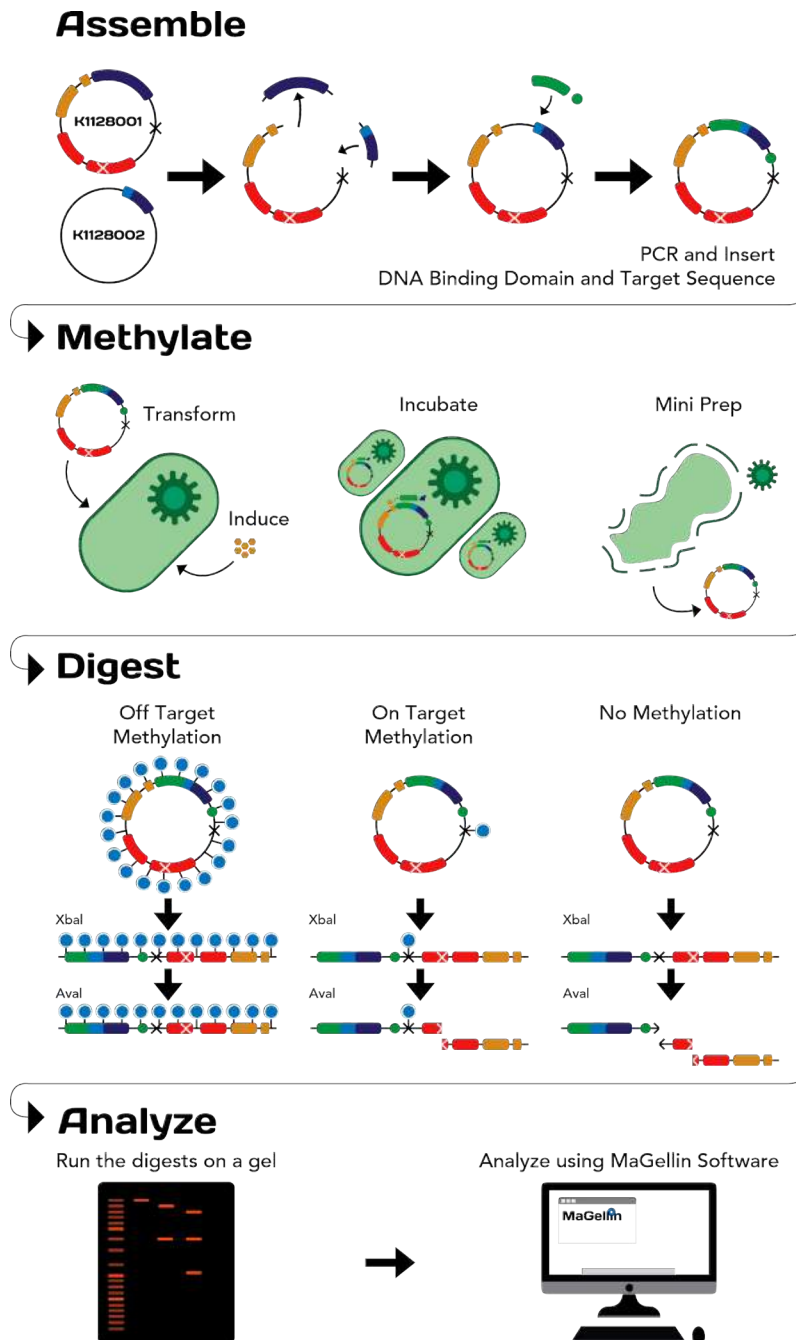 Assemble
K1128001
K1128002
PCR and Insert
DNA Binding Domain and Target Sequence
Methylate
Transform
Induce
Incubate
Mini Prep
Digest
Off Target
Methylation
On Target
Methylation
No Methylation
XbaI
XbaI
XbaI
AvaI
AvaI
AvaI
Analyze
Run the digests on a gel
Analyze using MaGellin Software
MaGellin